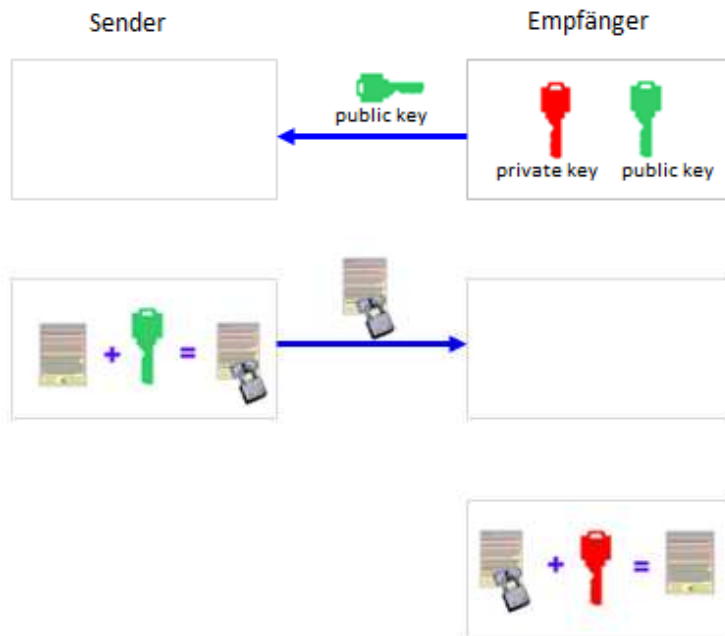 Sender
Empfänger
public key
private key
public key
+
=
+
=